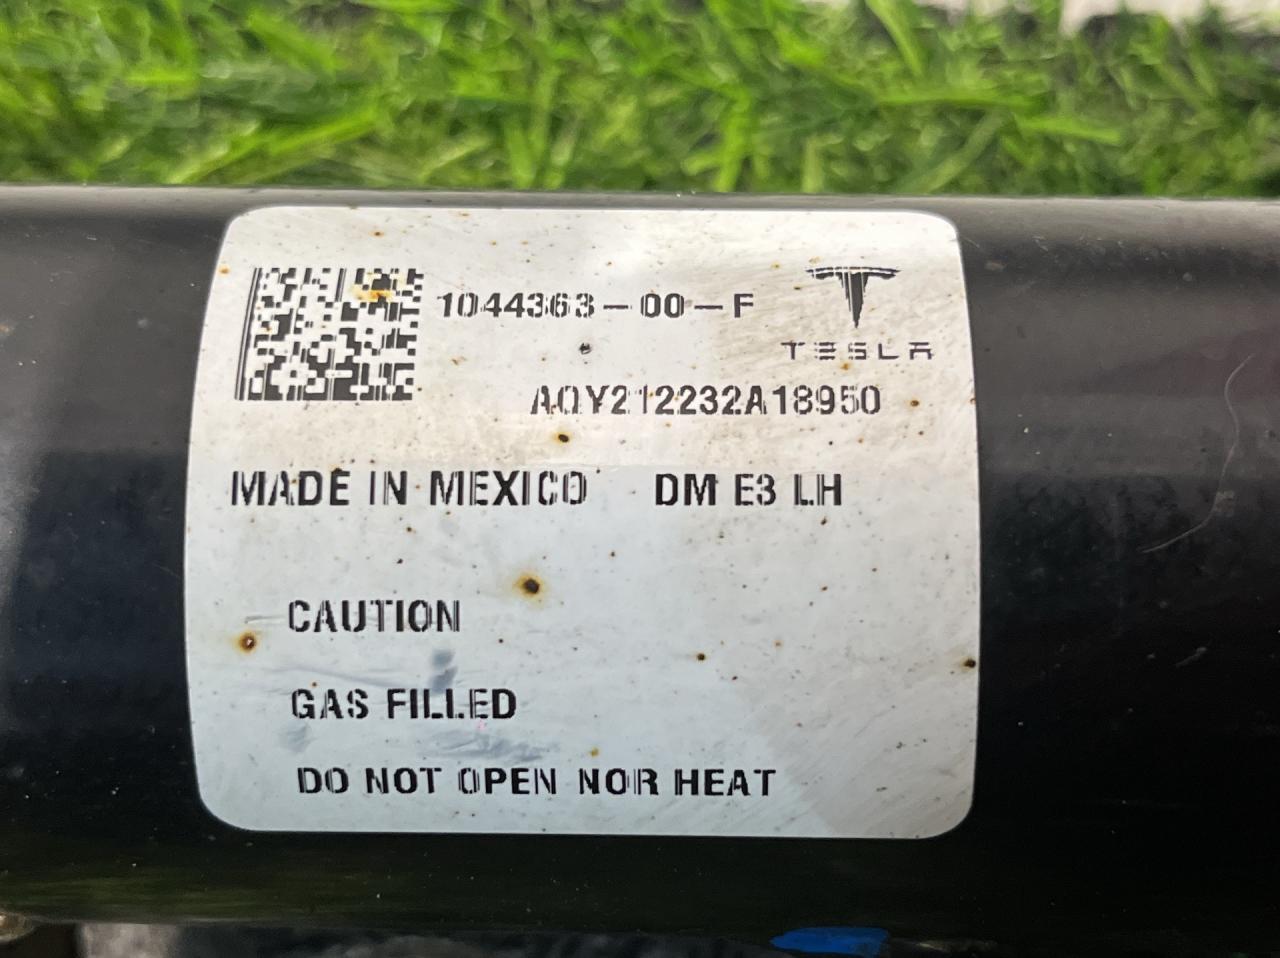 1044363-00-F
TESLA
AQY212232A18950
MADE IN MEXICO DM E3 LH
CAUTION
GAS FILLED
DO NOT OPEN NOR HEAT